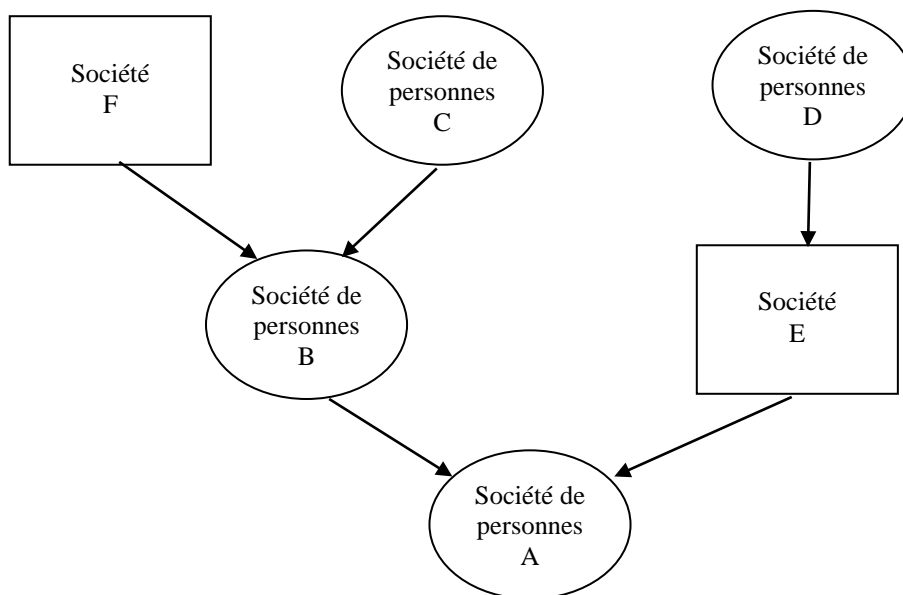 Société
F
Société de
personnes
C
Société de
personnes
D
Société de
personnes
B
Société
E
Société de
personnes
A